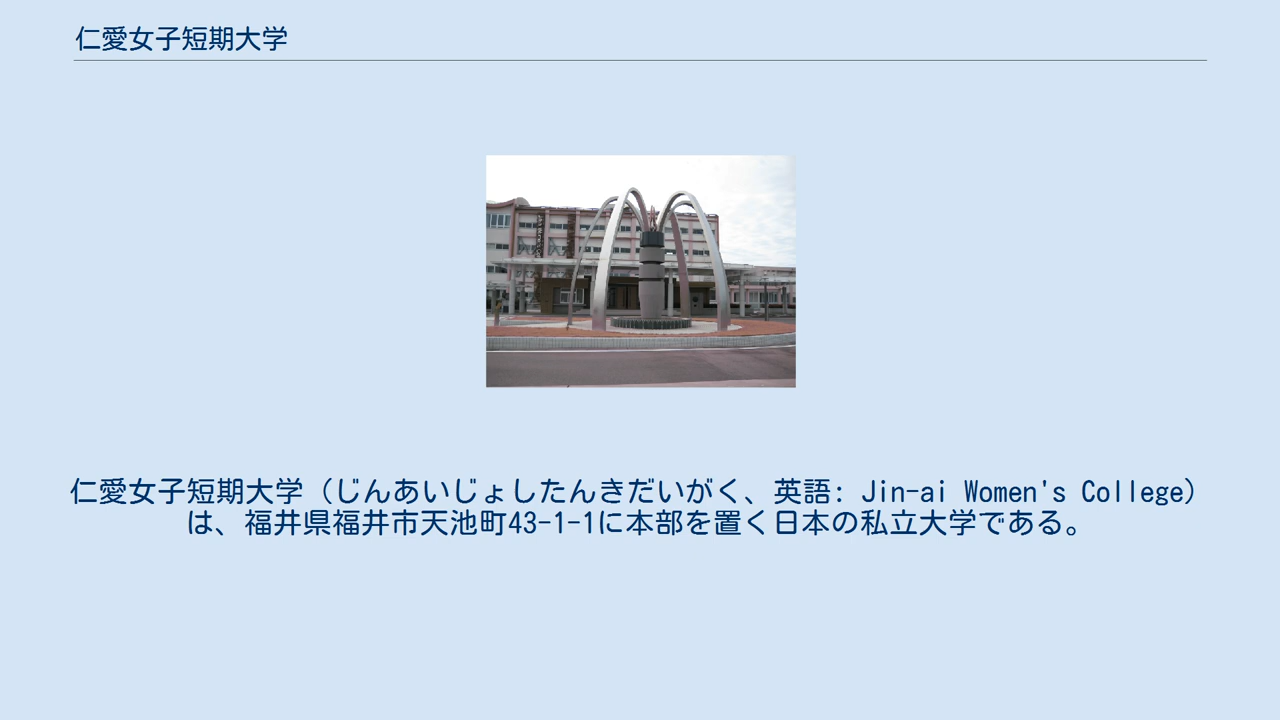 仁愛女子短期大学
仁愛女子短期大学（じんあいじょしたんきだいがく、英語: Jin-ai Women's College）
は、福井県福井市天池町43-1-1に本部を置く日本の私立大学である。